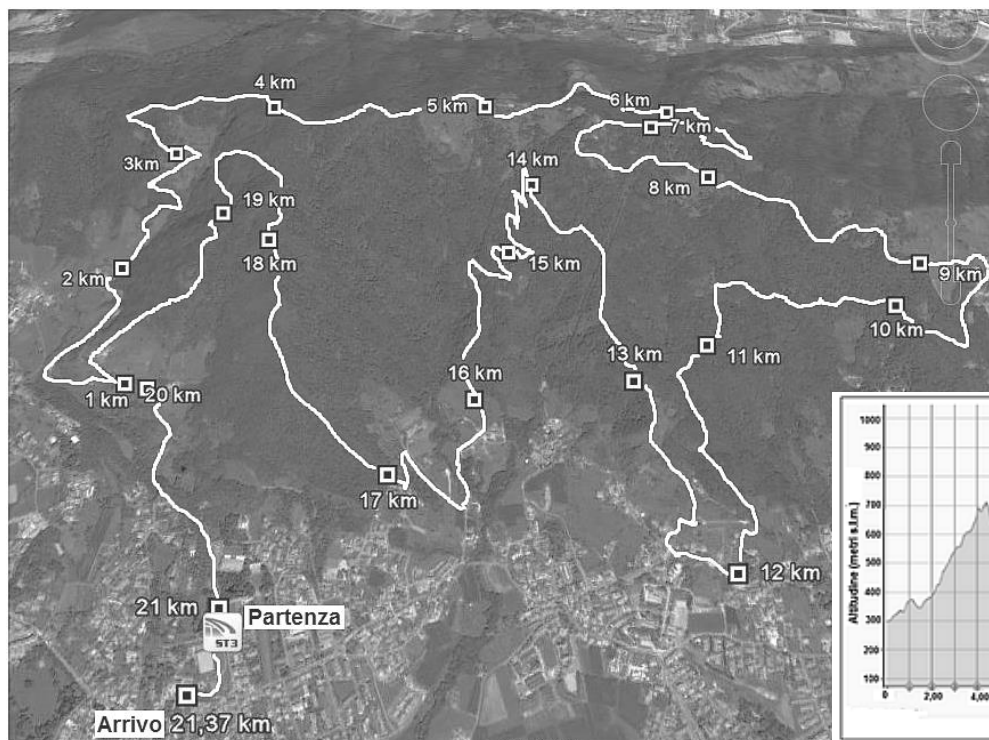 4 km
5 km
6 km
7 km
3km
14 km
8 km
19 km
18 km
15 km
2 km
9 km
10 km
11 km
13 km
16 km
1 km
20 km
17 km
12 km
21 km
Partenza
ST3
Arrivo 21,37 km
Altitudine (metri s.l.m.)
1000
900
800
700
600
500
400
300
200
100
0
2,00
4,00